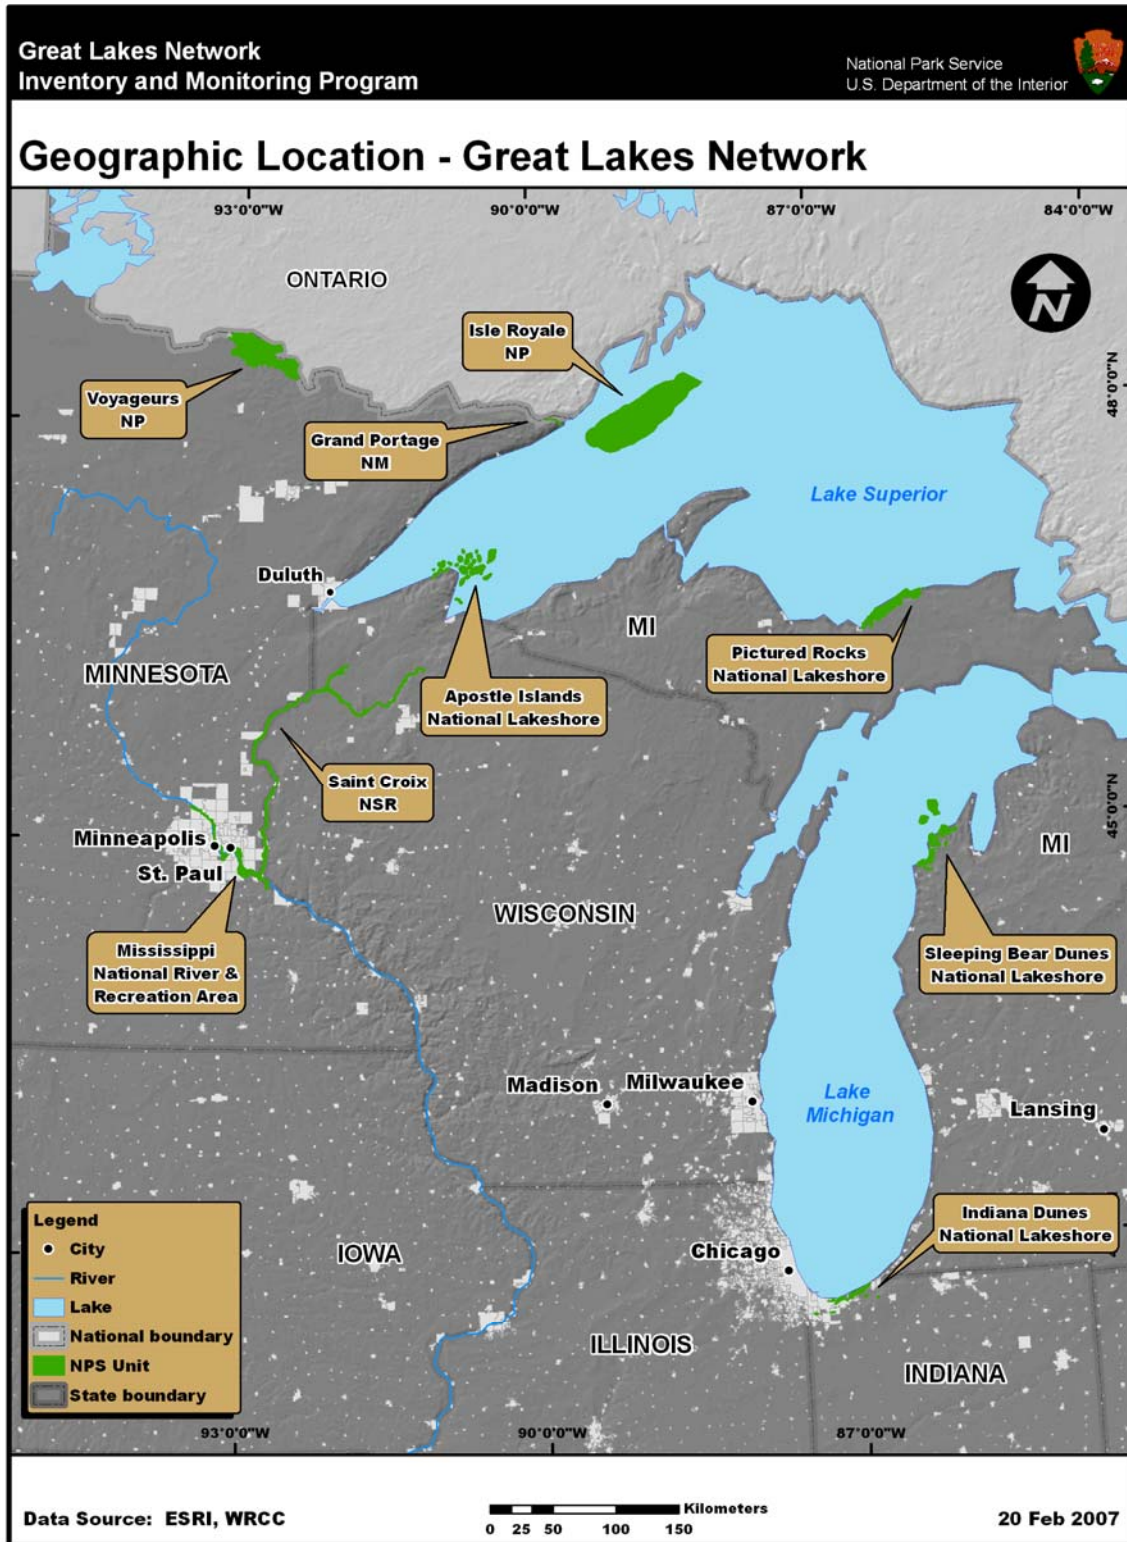 Great Lakes Network
Inventory and Monitoring Program
National Park Service
U.S. Department of the Interior
Geographic Location - Great Lakes Network
93°0'0"W
90°0'0"W
87°0'0"W
84°0'0"W
ONTARIO
N
Isle Royale
NP
Voyageurs
NP
48°0'0"N
Grand Portage
NM
Lake Superior
Duluth
MI
Pictured Rocks
National Lakeshore
MINNESOTA
Apostle Islands
National Lakeshore
Saint Croix
NSR
45°0'0"N
Minneapolis
St. Paul
MI
WISCONSIN
Mississippi
National River &
Recreation Area
Sleeping Bear Dunes
National Lakeshore
Madison
Milwaukee
Lake
Michigan
Lansing
Indiana Dunes
National Lakeshore
Chicago
IOWA
ILLINOIS
INDIANA
Legend
City
River
Lake
National boundary
NPS Unit
State boundary
93°0'0"W
90°0'0"W
87°0'0"W
Data Source: ESRI, WRCC
Kilometers
0 25 50 100 150
20 Feb 2007